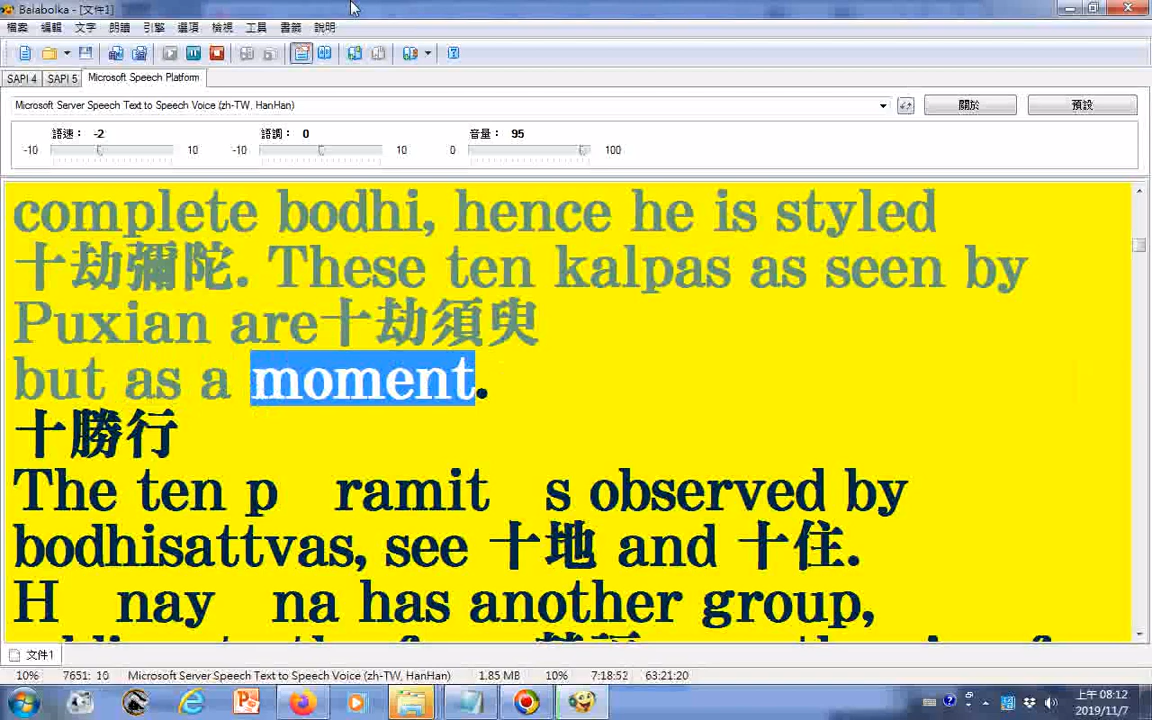 Balabolka - [文件1]
檔案 編輯 文字 朗讀 引擎 選項 檢視 工具 書籤 說明
SAPI 4 SAPI 5 Microsoft Speech Platform
Microsoft Server Speech Text to Speech Voice (zh-TW, HanHan) 關於 預設
語速： -2 語調： 0 音量： 95
-10 10 -10 10 0 100
complete bodhi, hence he is styled
十劫彌陀. These ten kalpas as seen by
Puxian are十劫須臾
but as a moment.
十勝行
The ten p ramit s observed by
bodhisattvas, see 十地 and 十住.
H nay na has another group,
文件1
10% 7651: 10 Microsoft Server Speech Text to Speech Voice (zh-TW, HanHan) 1.85 MB 10% 7:18:52 63:21:20
上午 08:12
2019/11/7